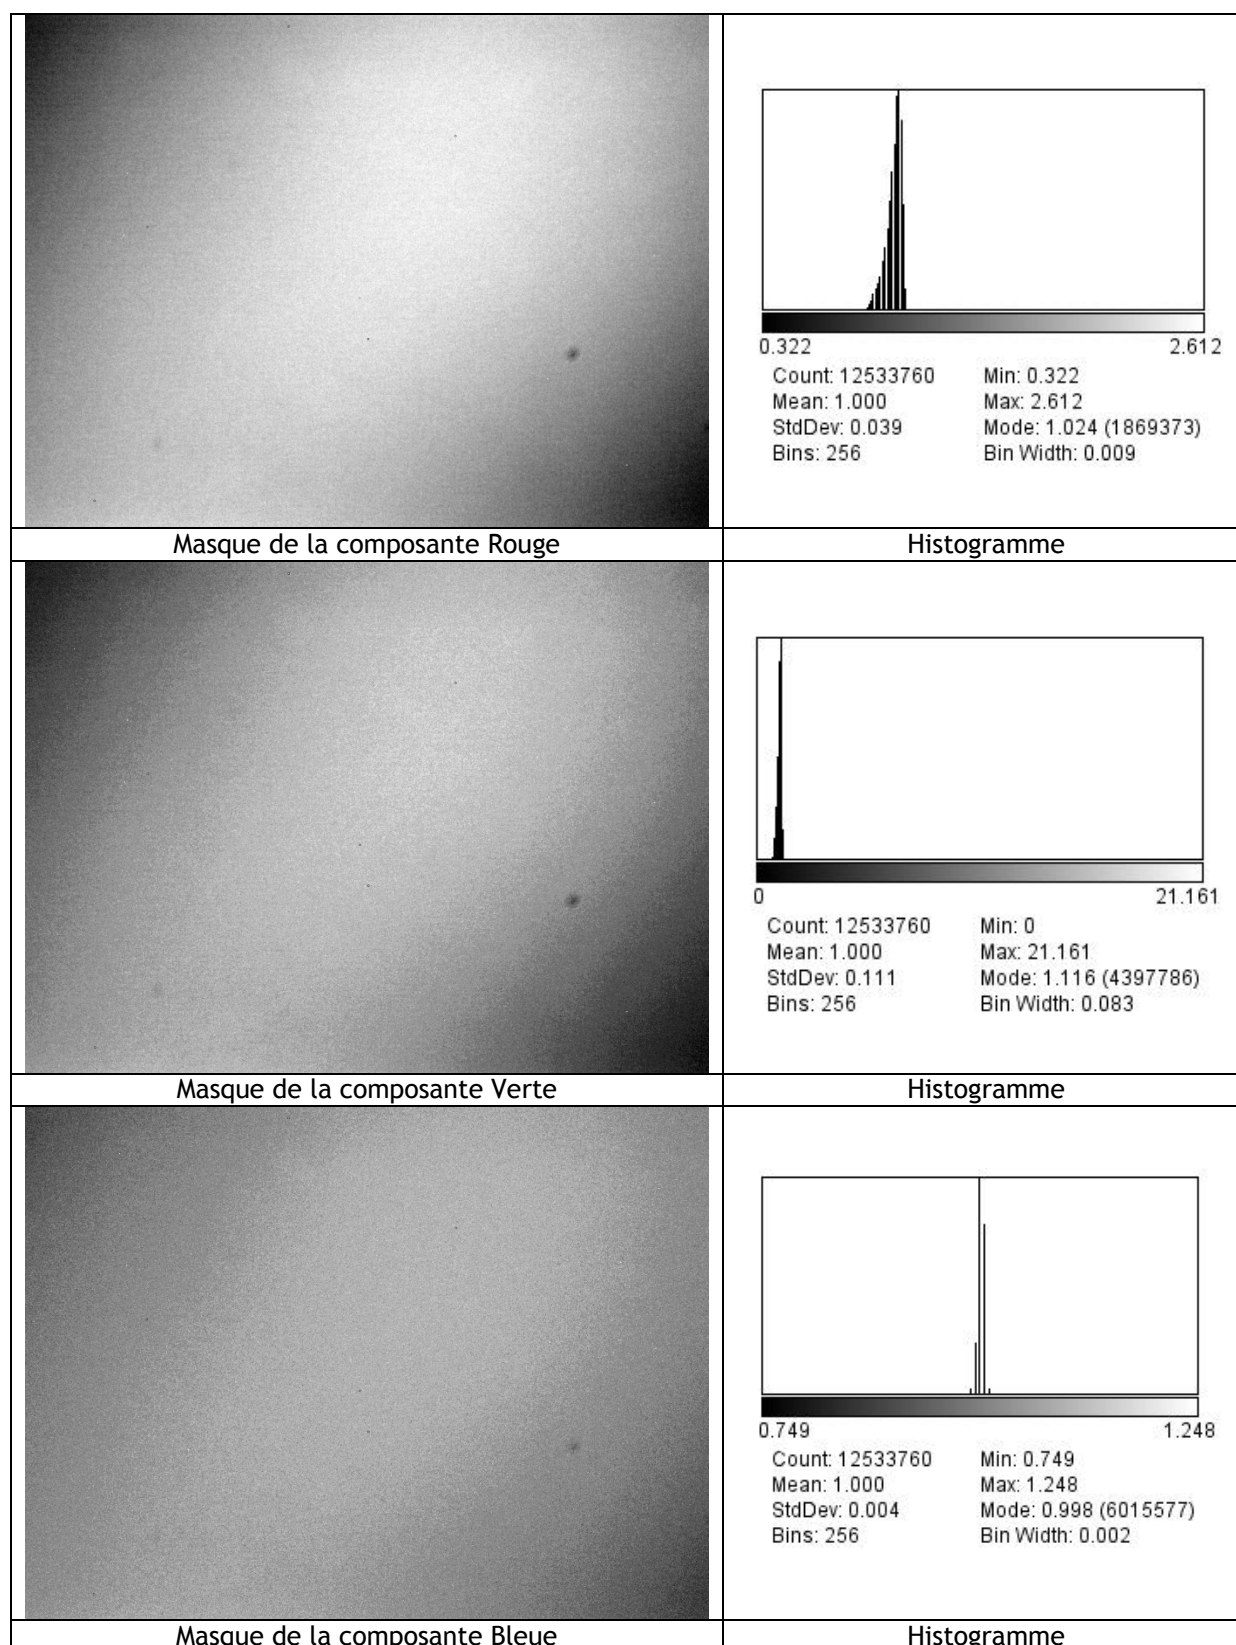 0.322 2.612
Count: 12533760 Min: 0.322
Mean: 1.000 Max: 2.612
StdDev: 0.039 Mode: 1.024 (1869373)
Bins: 256 Bin Width: 0.009
Masque de la composante Rouge Histogramme
0 21.161
Count: 12533760 Min: 0
Mean: 1.000 Max: 21.161
StdDev: 0.111 Mode: 1.116 (4397786)
Bins: 256 Bin Width: 0.083
Masque de la composante Verte Histogramme
0.749 1.248
Count: 12533760 Min: 0.749
Mean: 1.000 Max: 1.248
StdDev: 0.004 Mode: 0.998 (6015577)
Bins: 256 Bin Width: 0.002
Masque de la composante Bleue Histogramme